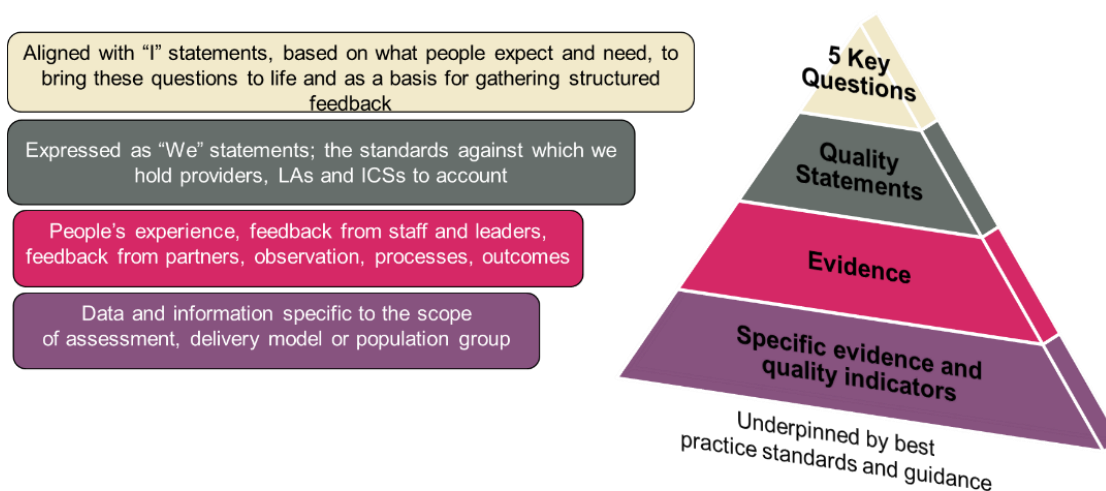 Aligned with “I” statements, based on what people expect and need, to
bring these questions to life and as a basis for gathering structured
feedback
Expressed as “We” statements; the standards against which we
hold providers, LAs and ICSs to account
People’s experience, feedback from staff and leaders,
feedback from partners, observation, processes, outcomes
Data and information specific to the scope
of assessment, delivery model or population group
5 Key
Questions
Quality
Statements
Evidence
Specific evidence and
quality indicators
Underpinned by best
practice standards and guidance